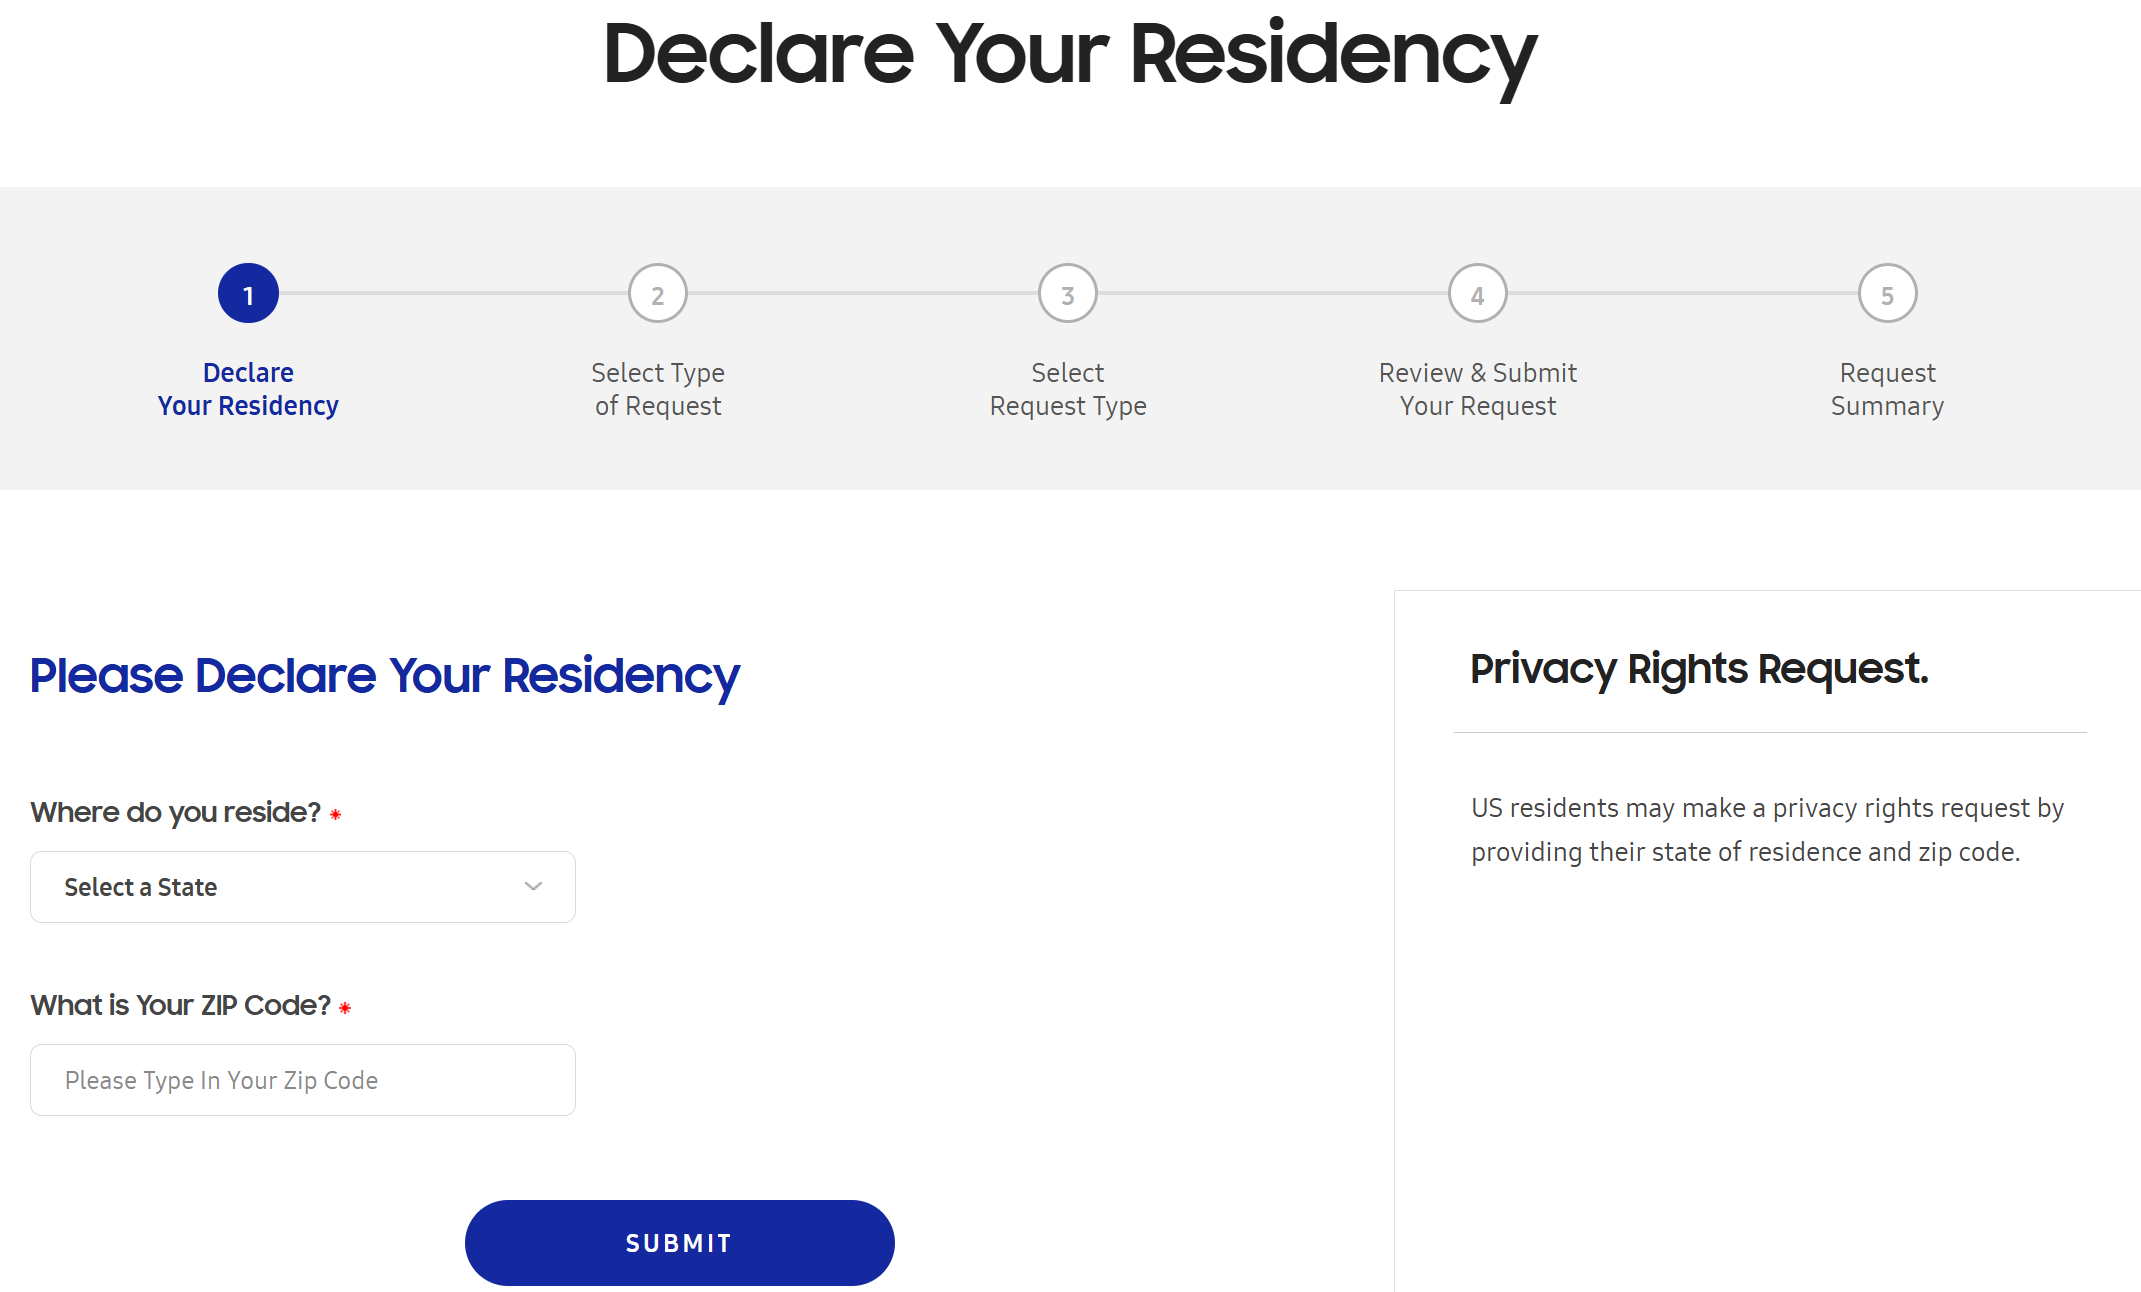 Declare Your Residency
1
2
3
4
5
Declare
Your Residency
Select Type
of Request
Select
Request Type
Review & Submit
Your Request
Request
Summary
Please Declare Your Residency
Where do you reside? *
Select a State
What is Your ZIP Code? *
Please Type In Your Zip Code
SUBMIT
Privacy Rights Request.
US residents may make a privacy rights request by
providing their state of residence and zip code.